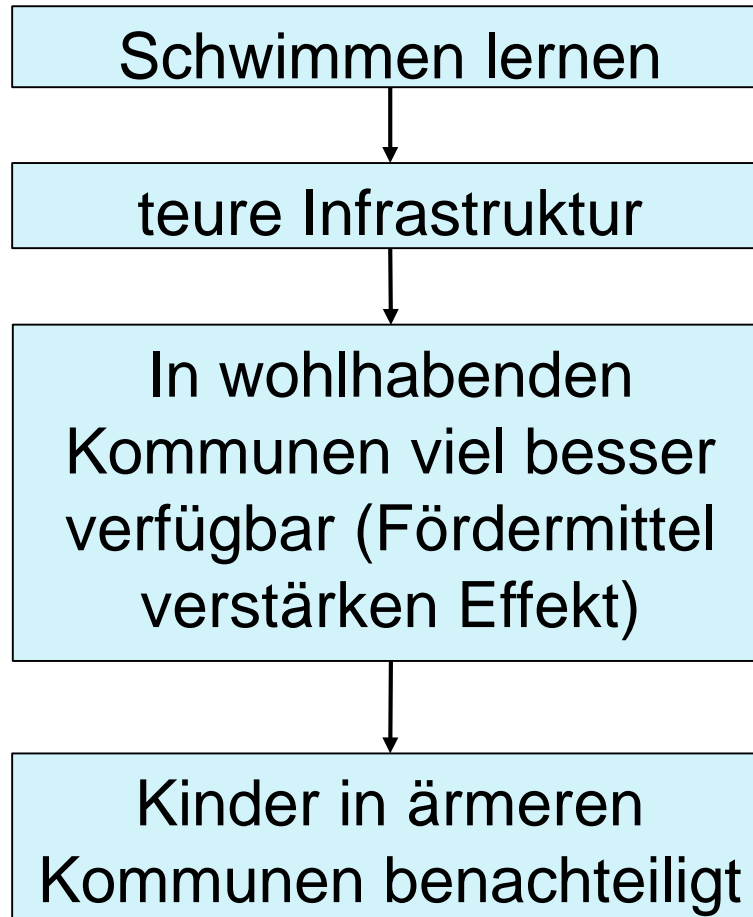 Schwimmen lernen
teure Infrastruktur
In wohlhabenden
Kommunen viel besser
verfügbar (Fördermittel
verstärken Effekt)
Kinder in ärmeren
Kommunen benachteiligt